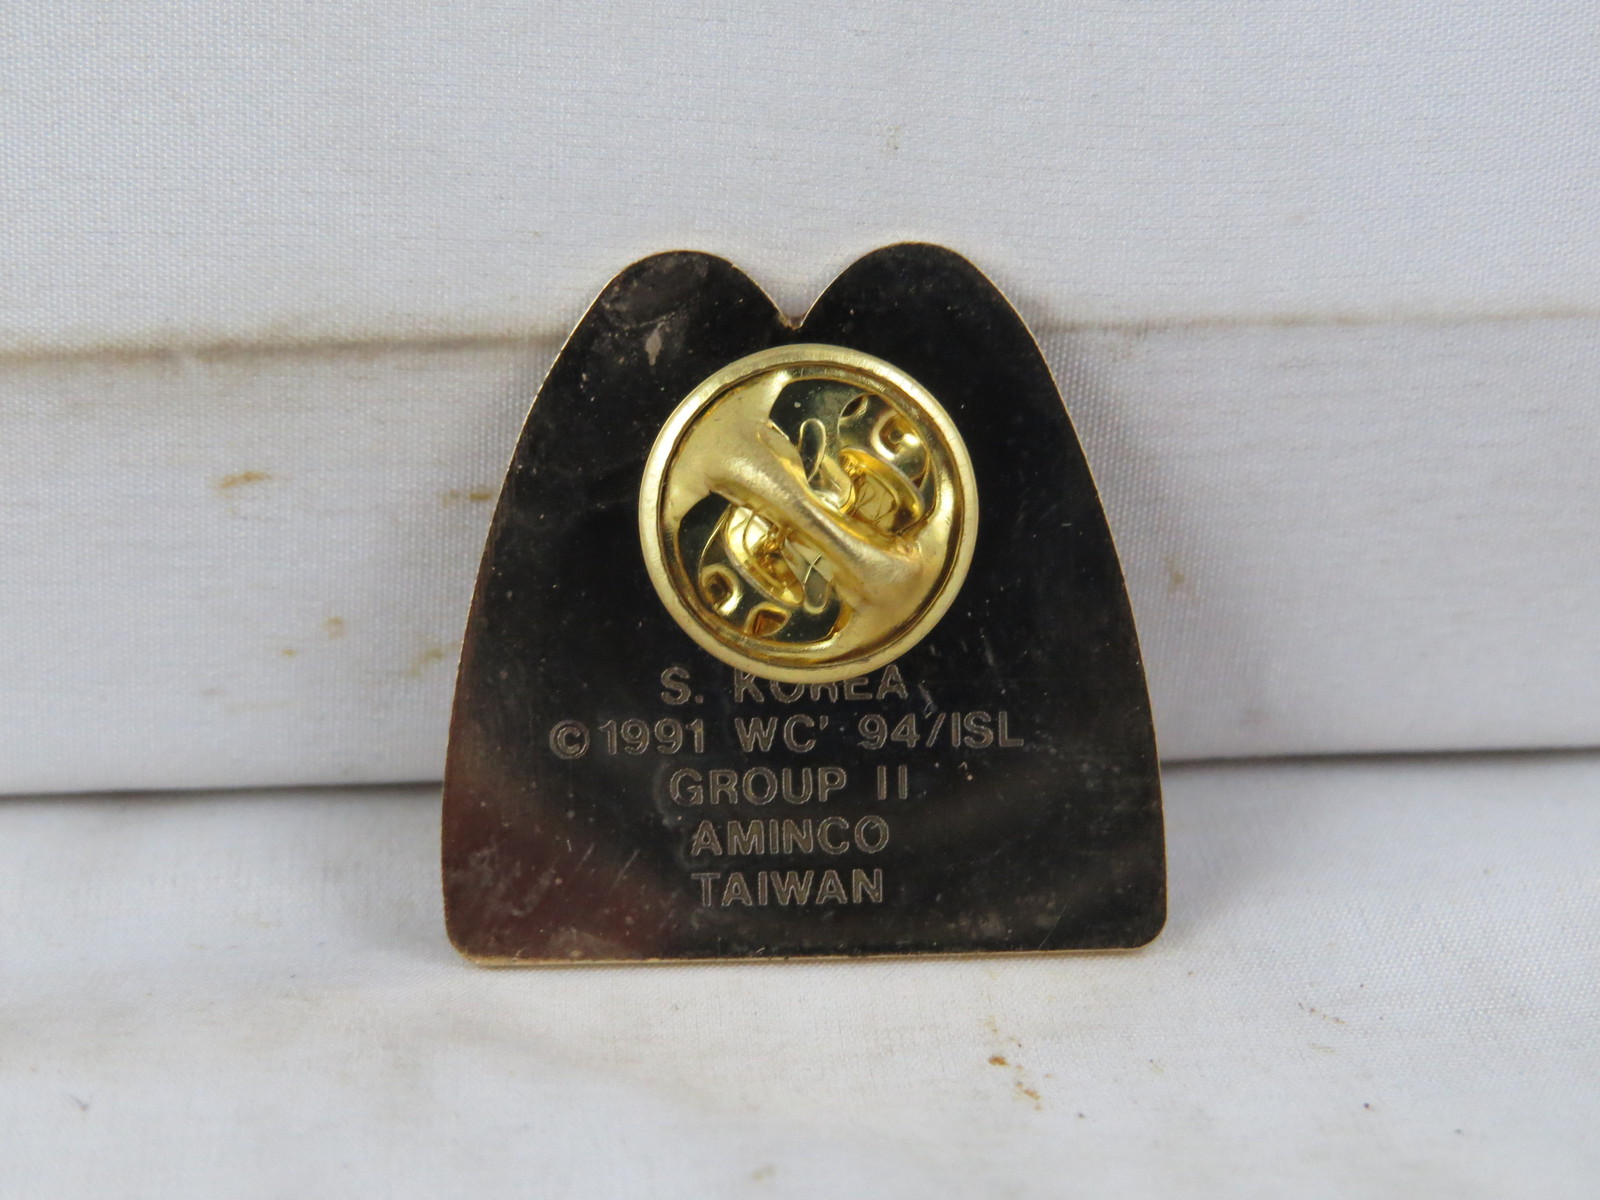 S. KOREA
©1991 WC' 94/ISL
GROUP II
AMINCO
TAIWAN